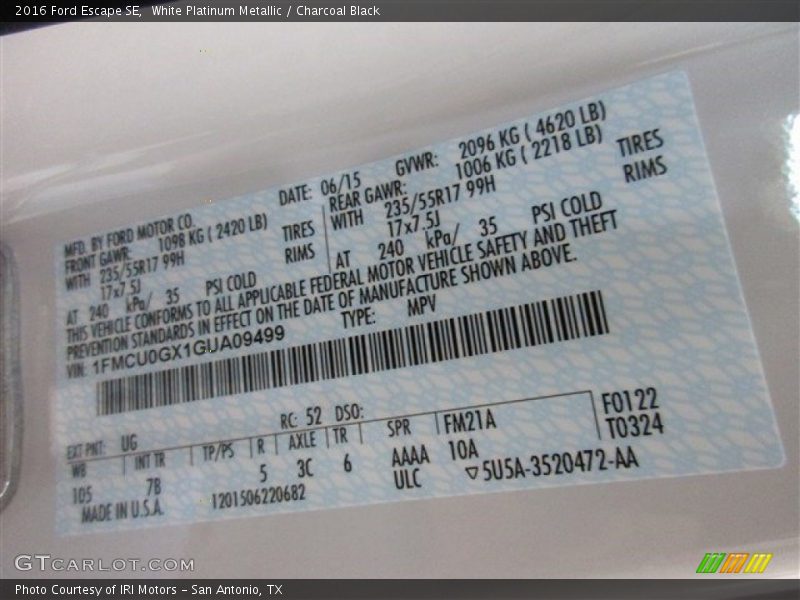 2016 Ford Escape SE, White Platinum Metallic / Charcoal Black
MFD. BY FORD MOTOR CO. DATE: 06/15 GVWR: 2096 KG ( 4620 LB)
FRONT GAWR: 1098 KG ( 2420 LB) REAR GAWR: 1006 KG ( 2218 LB)
WITH 235/55R17 99H TIRES WITH 235/55R17 99H TIRES
17x7.5J RIMS 17x7.5J RIMS
AT 240 kPa/ 35 PSI COLD AT 240 kPa/ 35 PSI COLD
THIS VEHICLE CONFORMS TO ALL APPLICABLE FEDERAL MOTOR VEHICLE SAFETY AND THEFT
PREVENTION STANDARDS IN EFFECT ON THE DATE OF MANUFACTURE SHOWN ABOVE.
VIN: 1FMCU0GX1GUA09499 TYPE: MPV
EXT PNT: UG RC: 52 DSO: F0122
WB INT TR TP/PS R AXLE TR SPR FM21A T0324
105 7B 5 3C 6 AAAA 10A
MADE IN U.S.A. 1201506220682 ULC ▽5U5A-3520472-AA
GTCARLOT.COM
Photo Courtesy of IRI Motors – San Antonio, TX